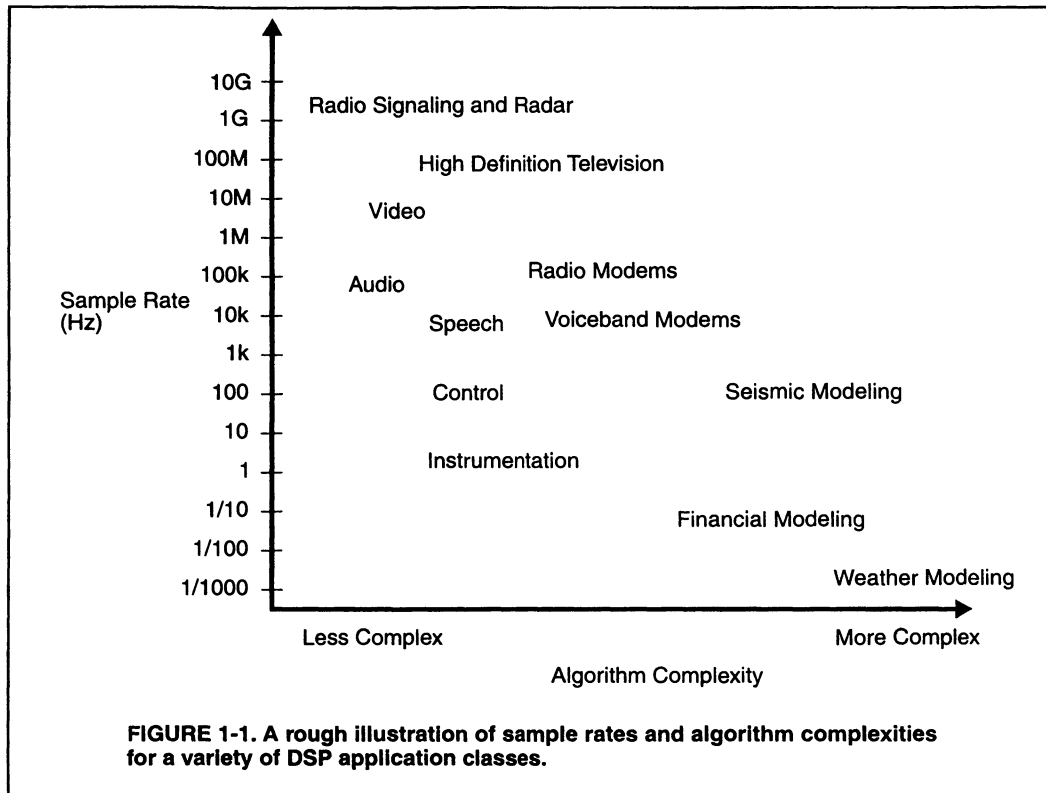 10G
Radio Signaling and Radar
1G
100M
High Definition Television
10M
Video
1M
100k
Radio Modems
Audio
Sample Rate
(Hz)
10k
Speech
Voiceband Modems
1k
100
Control
Seismic Modeling
10
Instrumentation
1
1/10
Financial Modeling
1/100
Weather Modeling
1/1000
Less Complex
More Complex
Algorithm Complexity
FIGURE 1-1. A rough illustration of sample rates and algorithm complexities
for a variety of DSP application classes.